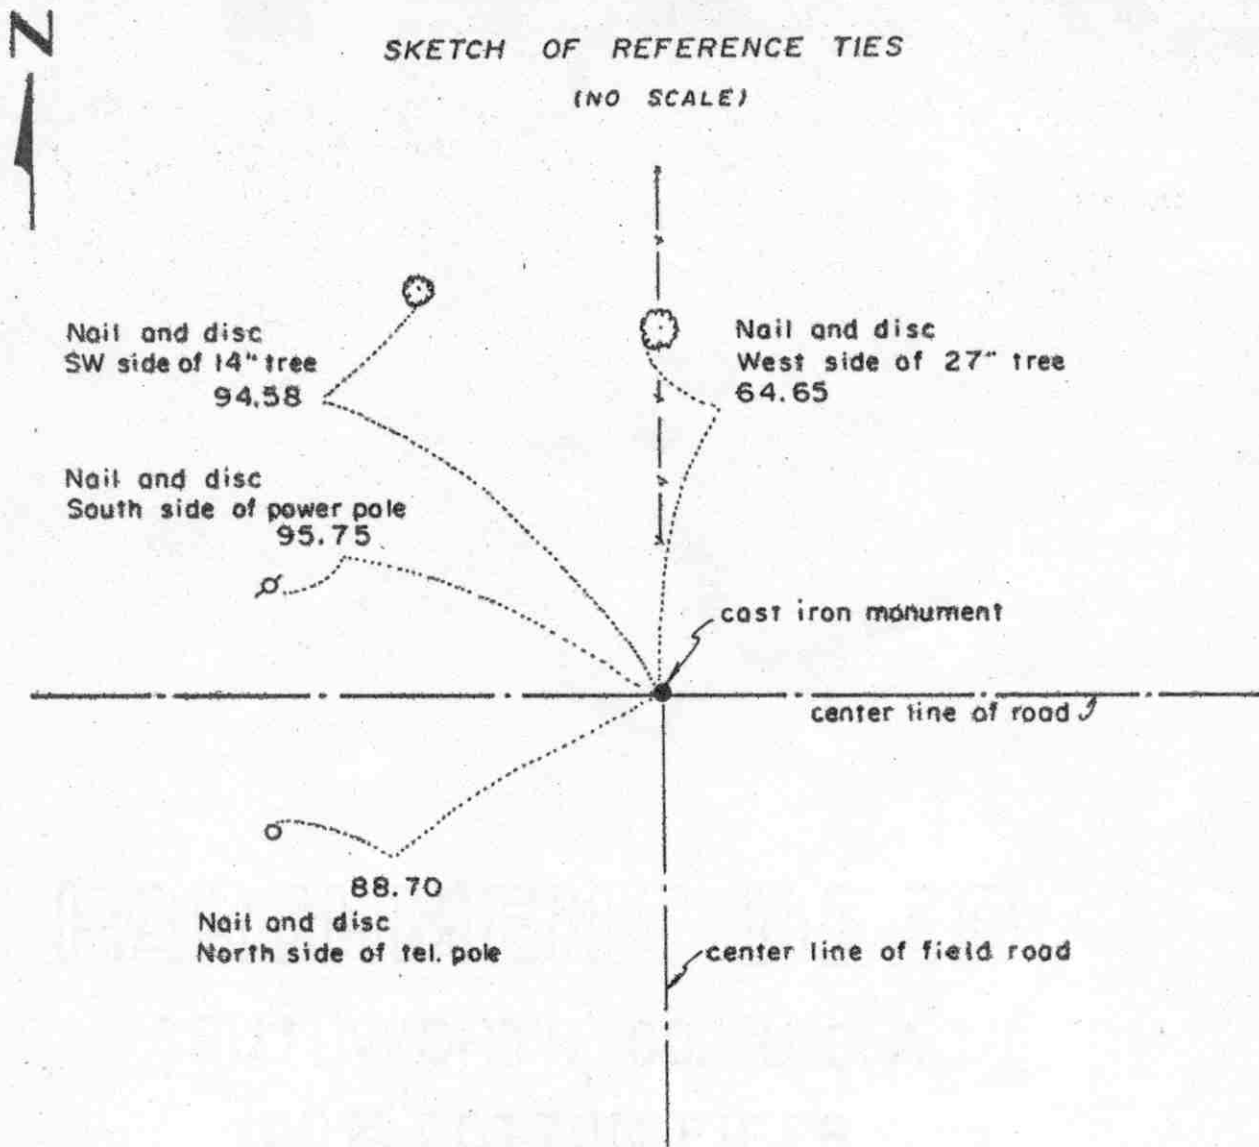 N
SKETCH OF REFERENCE TIES
(NO SCALE)
Nail and disc
SW side of 14" tree
94.58
Nail and disc
West side of 27" tree
64.65
Nail and disc
South side of power pole
95.75
cast iron monument
center line of road
88.70
Nail and disc
North side of tel. pole
center line of field road